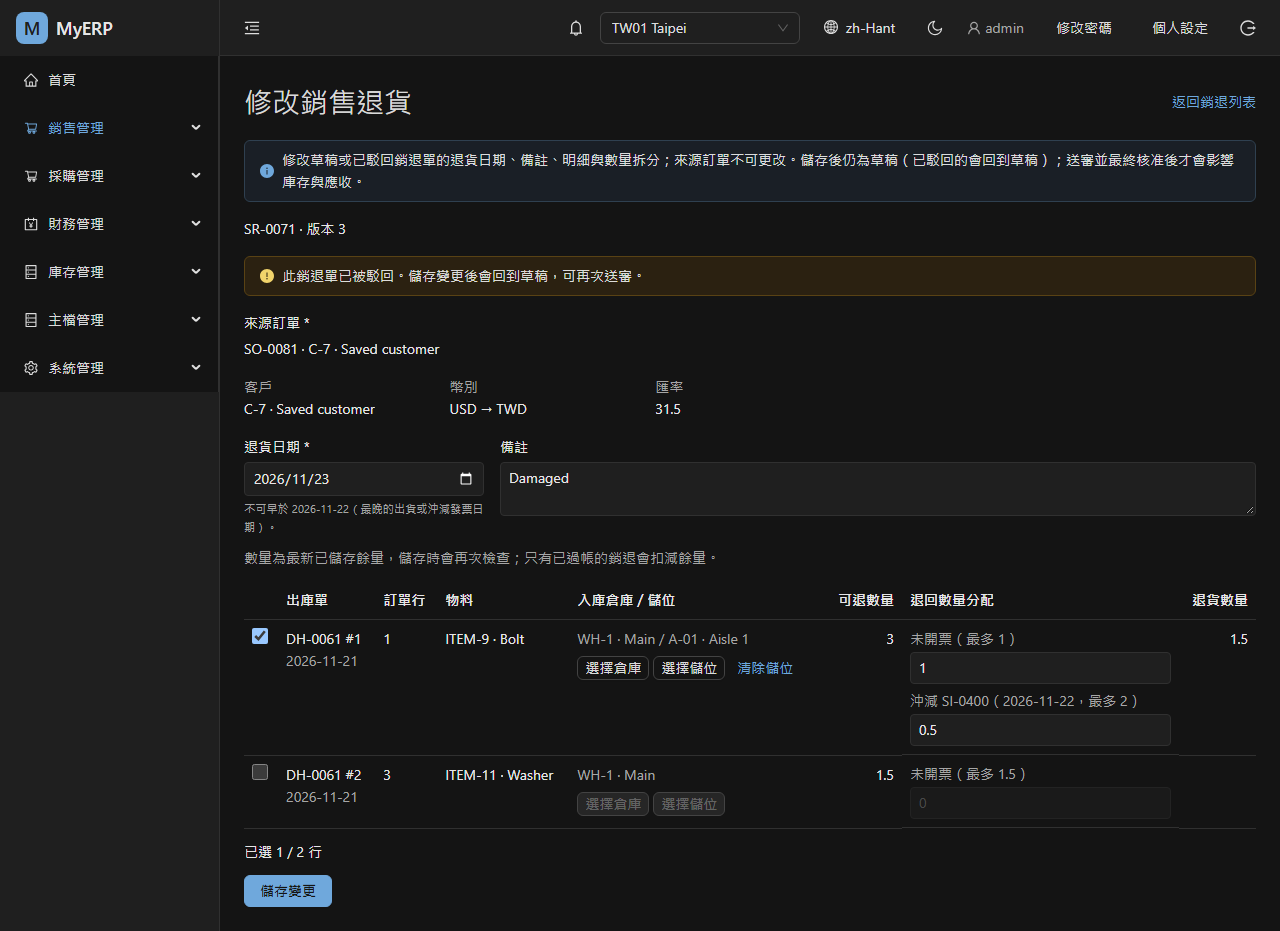 M MyERP
TW01 Taipei
zh-Hant
admin
修改密碼
個人設定
首頁
銷售管理
採購管理
財務管理
庫存管理
主檔管理
系統管理
修改銷售退貨
返回銷退列表
修改草稿或已駁回銷退單的退貨日期、備註、明細與數量拆分；來源訂單不可更改。儲存後仍為草稿（已駁回的會回到草稿）；送審並最終核准後才會影響
庫存與應收。
SR-0071 · 版本 3
此銷退單已被駁回。儲存變更後會回到草稿，可再次送審。
來源訂單 *
SO-0081 · C-7 · Saved customer
客戶 幣別 匯率
C-7 · Saved customer USD → TWD 31.5
退貨日期 * 備註
2026/11/23 Damaged
不可早於 2026-11-22（最晚的出貨或沖減發票日
期）。
數量為最新已儲存餘量，儲存時會再次檢查；只有已過帳的銷退會扣減餘量。
出庫單 訂單行 物料 入庫倉庫 / 儲位 可退數量 退回數量分配 退貨數量
DH-0061 #1 1 ITEM-9 · Bolt WH-1 · Main / A-01 · Aisle 1 3 未開票（最多 1） 1.5
2026-11-21 選擇倉庫 選擇儲位 清除儲位 1
沖減 SI-0400（2026-11-22，最多 2）
0.5
DH-0061 #2 3 ITEM-11 · Washer WH-1 · Main 1.5 未開票（最多 1.5）
2026-11-21 選擇倉庫 選擇儲位 0
已選 1 / 2 行
儲存變更